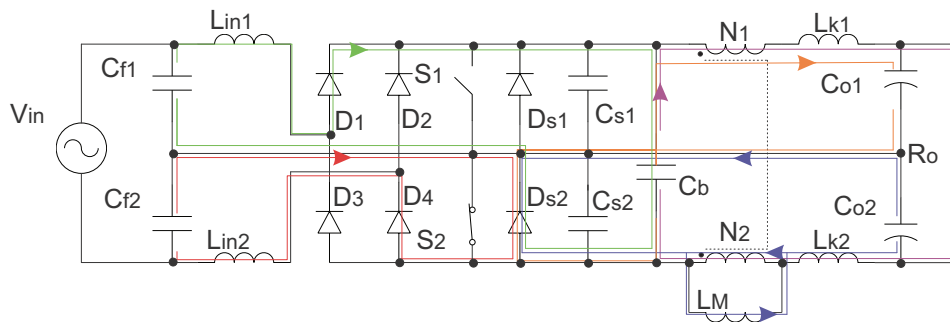 Lin1 N1 Lk1
Cf1 S1 Co1
Vin D1 D2 Ds1 Cs1
Ro
Cf2 D3 D4 Ds2 Cs2 Cb
Lin2 S2 N2 Co2 Lk2
LM